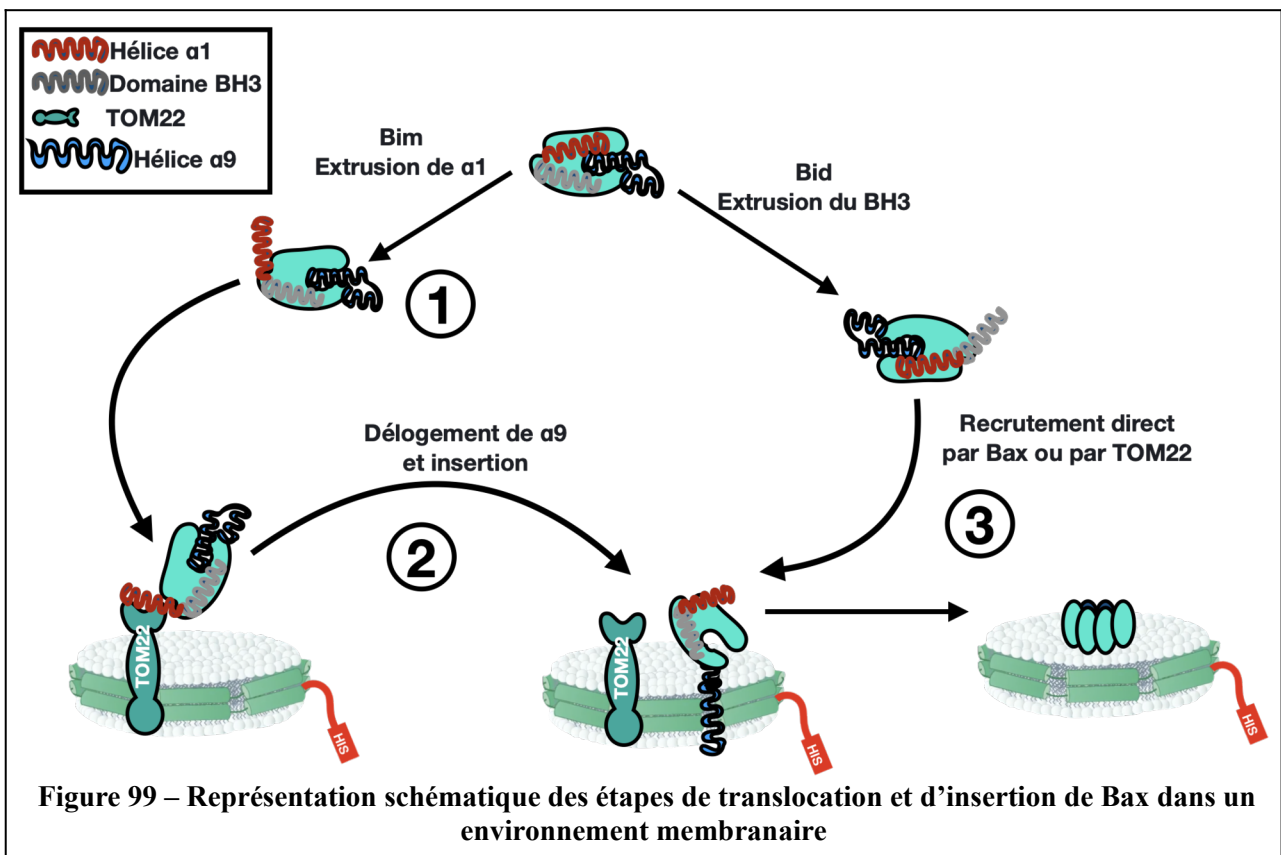 Hélice α1
Domaine BH3
TOM22
Hélice α9
Bim
Extrusion de α1
Bid
Extrusion du BH3
1
Délogement de α9
et insertion
2
Recrutement direct
par Bax ou par TOM22
3
TOM22
HIS
TOM22
HIS
HIS
Figure 99 – Représentation schématique des étapes de translocation et d’insertion de Bax dans un
environnement membranaire